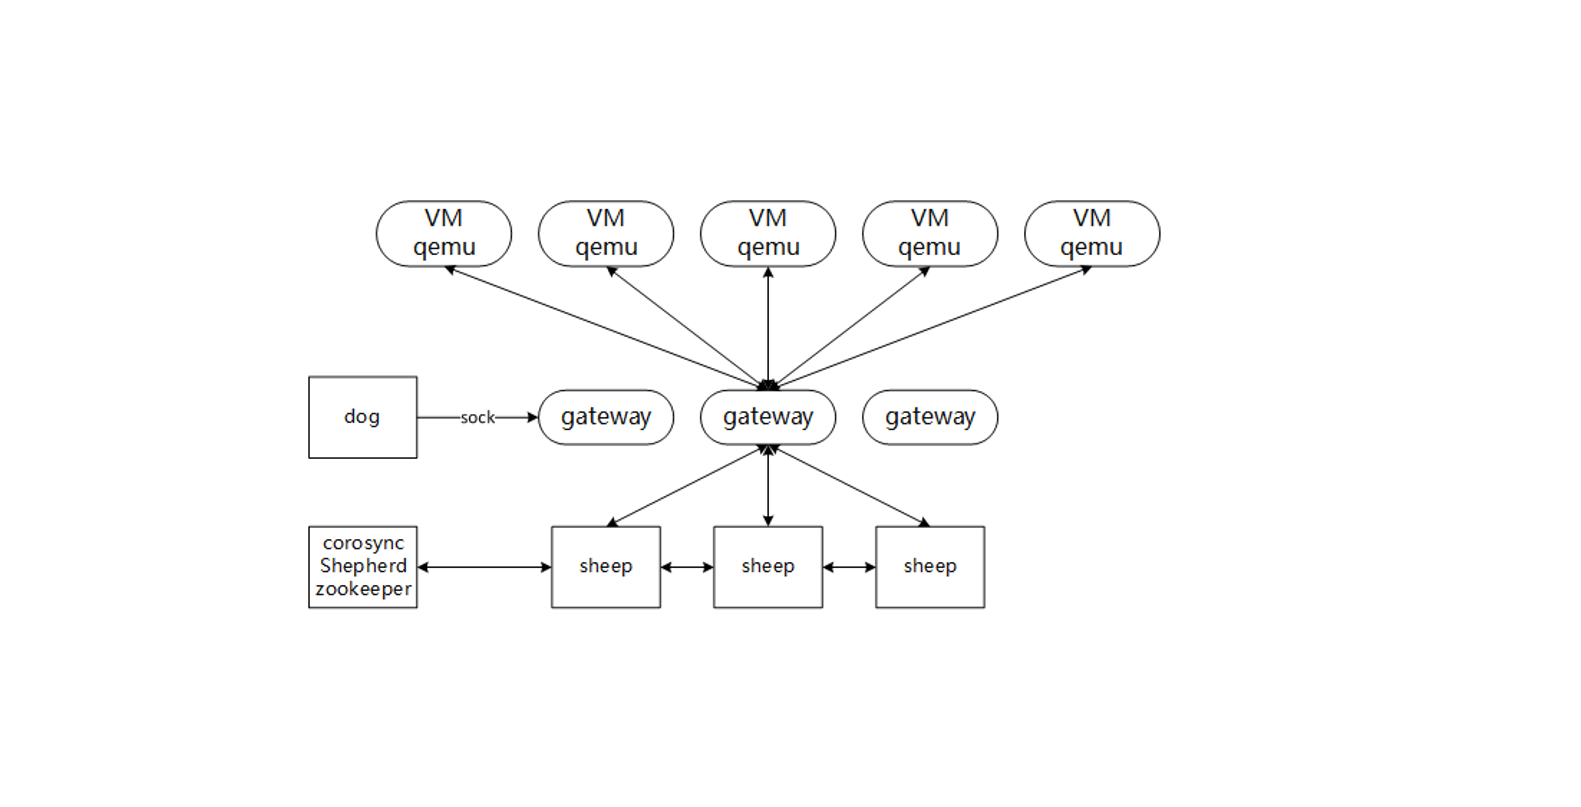 VM
qemu
VM
qemu
VM
qemu
VM
qemu
VM
qemu
dog
sock
gateway
gateway
gateway
corosync
Shepherd
zookeeper
sheep
sheep
sheep